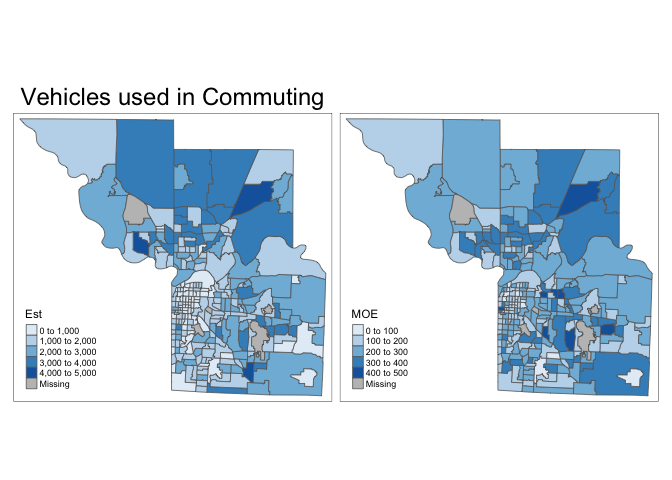 Vehicles used in Commuting
Est
0 to 1,000
1,000 to 2,000
2,000 to 3,000
3,000 to 4,000
4,000 to 5,000
Missing
MOE
0 to 100
100 to 200
200 to 300
300 to 400
400 to 500
Missing